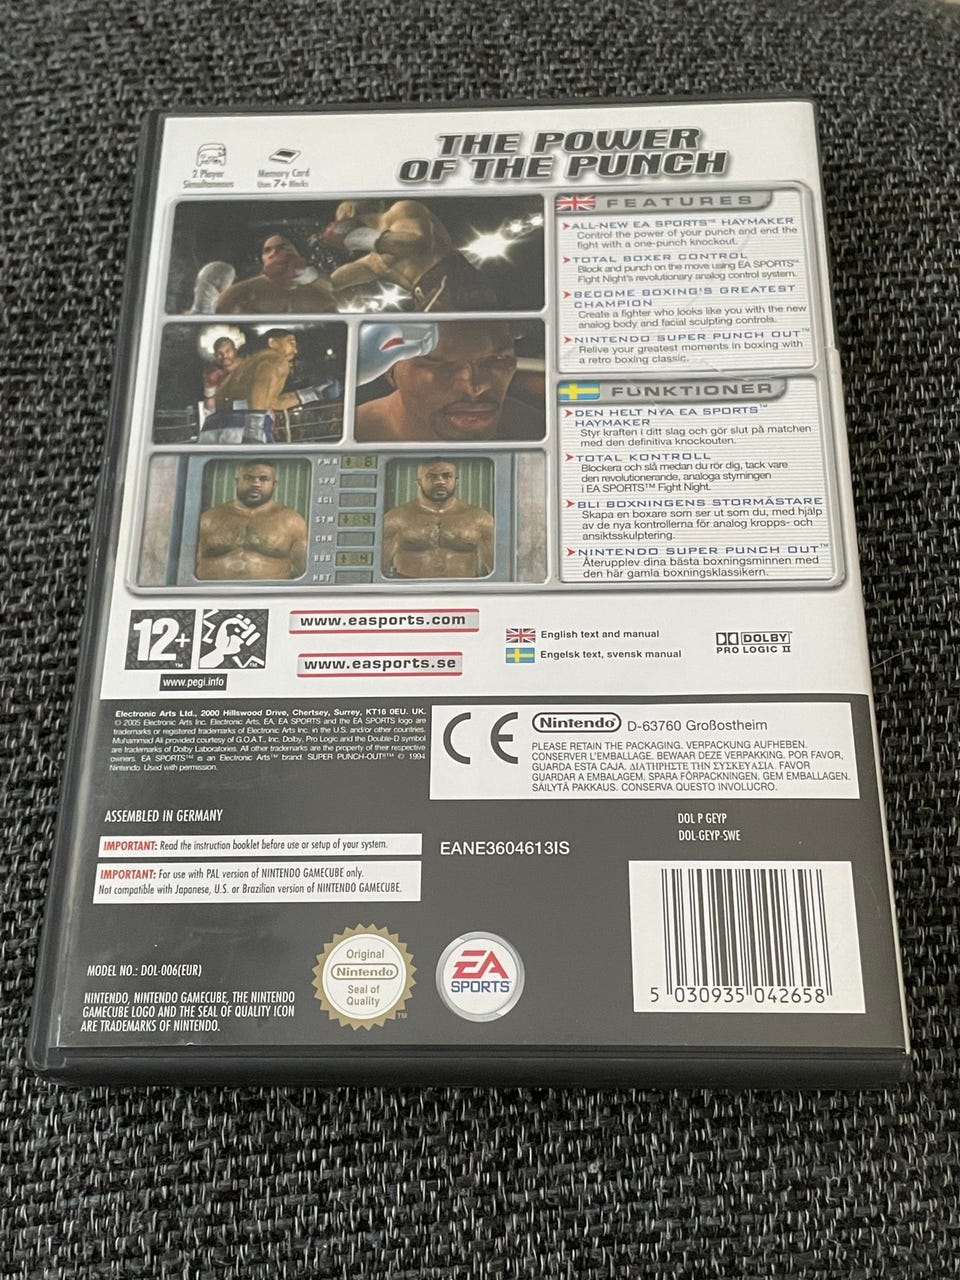 THE POWER
OF THE PUNCH
2 Player
Simultaneous
Memory Card
Uses 7+ Blocks
FEATURES
ALL-NEW EA SPORTS™ HAYMAKER
Control the power of your punch and end the
fight with a one-punch knockout.
TOTAL BOXER CONTROL
Block and punch on the move using EA SPORTS™
Fight Night's revolutionary analog control system.
BECOME BOXING'S GREATEST
CHAMPION
Create a fighter who looks like you with the new
analog body and facial sculpting controls.
NINTENDO SUPER PUNCH OUT™
Relive your greatest moments in boxing with
a retro boxing classic.
FUNKTIONER
DEN HELT NYA EA SPORTS™
HAYMAKER
Styr kraften i ditt slag och gör slut på matchen
med den definitiva knockouten.
TOTAL KONTROLL
Blockera och slå medan du rör dig, tack vare
den revolutionerande, analoga styrningen
i EA SPORTS™ Fight Night.
BLI BOXNINGENS STORMÄSTARE
Skapa en boxare som ser ut som du, med hjälp
av de nya kontrollerna för analog kropps- och
ansiktsskulptering.
NINTENDO SUPER PUNCH OUT™
Återupplev dina bästa boxningsminnen med
den här gamla boxningsklassikern.
PWR
SPD
AGL
STM
CHN
BOD
HRT
12+
www.pegi.info
www.easports.com
www.easports.se
English text and manual
Engelsk text, svensk manual
DOLBY
PRO LOGIC II
Electronic Arts Ltd., 2000 Hillswood Drive, Chertsey, Surrey, KT16 0EU. UK.
© 2005 Electronic Arts Inc. Electronic Arts, EA, EA SPORTS and the EA SPORTS logo are
trademarks or registered trademarks of Electronic Arts Inc. in the U.S. and/or other countries.
Muhammad Ali provided courtesy of G.O.A.T., Inc. Dolby, Pro Logic and the Double-D symbol
are trademarks of Dolby Laboratories. All other trademarks are the property of their respective
owners. EA SPORTS™ is an Electronic Arts™ brand. SUPER PUNCH-OUT!!™ © 1994
Nintendo. Used with permission.
CE
Nintendo® D-63760 Großostheim
PLEASE RETAIN THE PACKAGING. VERPACKUNG AUFHEBEN.
CONSERVER L'EMBALLAGE. BEWAAR DEZE VERPAKKING. POR FAVOR,
GUARDA ESTA CAJA. ΔΙΑΤΗΡΗΣΤΕ ΤΗΝ ΣΥΣΚΕΥΑΣΙΑ. FAVOR
GUARDAR A EMBALAGEM. SPARA FÖRPACKNINGEN. GEM EMBALLAGEN.
SÄILYTÄ PAKKAUS. CONSERVA QUESTO INVOLUCRO.
ASSEMBLED IN GERMANY
DOL P GEYP
DOL-GEYP-SWE
IMPORTANT: Read the instruction booklet before use or setup of your system.
EANE3604613IS
IMPORTANT: For use with PAL version of NINTENDO GAMECUBE only.
Not compatible with Japanese, U.S. or Brazilian version of NINTENDO GAMECUBE.
MODEL NO.: DOL-006(EUR)
NINTENDO, NINTENDO GAMECUBE, THE NINTENDO
GAMECUBE LOGO AND THE SEAL OF QUALITY ICON
ARE TRADEMARKS OF NINTENDO.
Original
Nintendo®
Seal of
Quality
TM
EA
SPORTS™
5 030935 042658